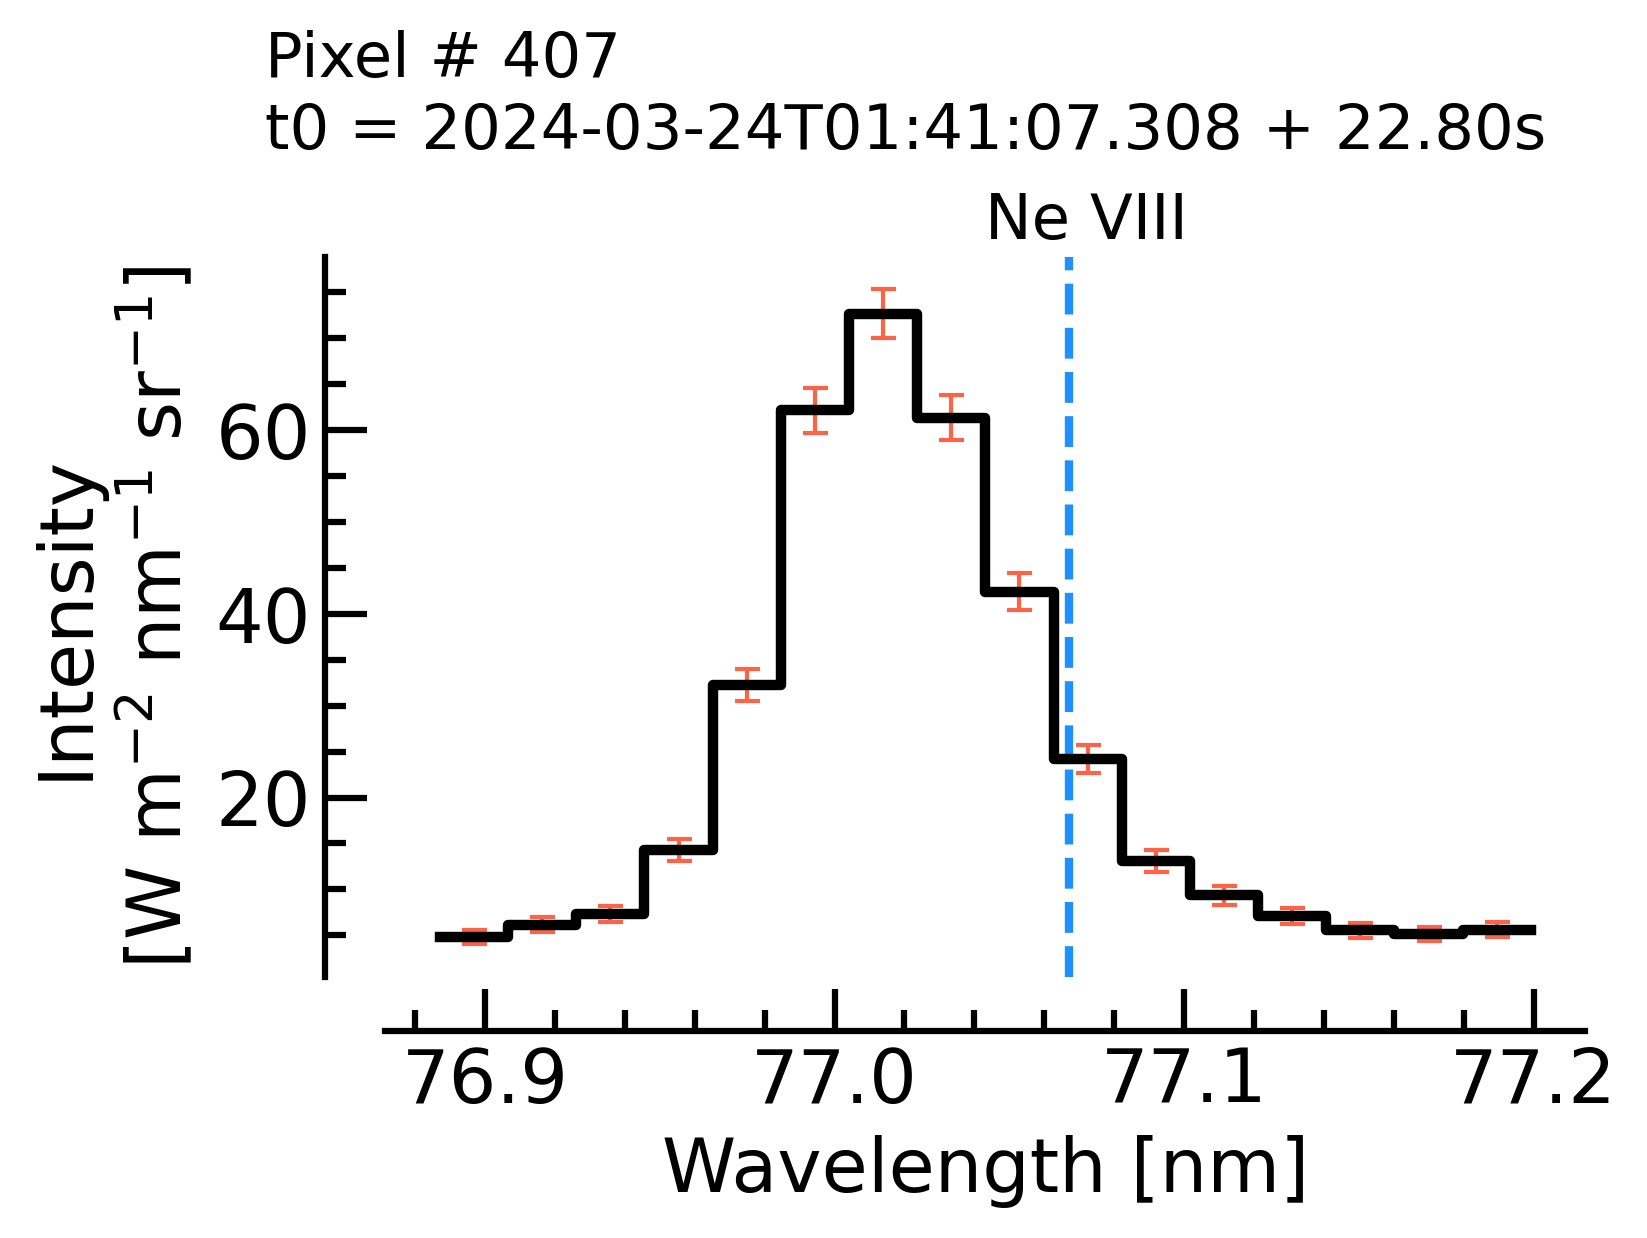 Pixel # 407
t0 = 2024-03-24T01:41:07.308 + 22.80s
Ne VIII
Intensity
[W m⁻² nm⁻¹ sr⁻¹]
60
40
20
76.9 77.0 77.1 77.2
Wavelength [nm]